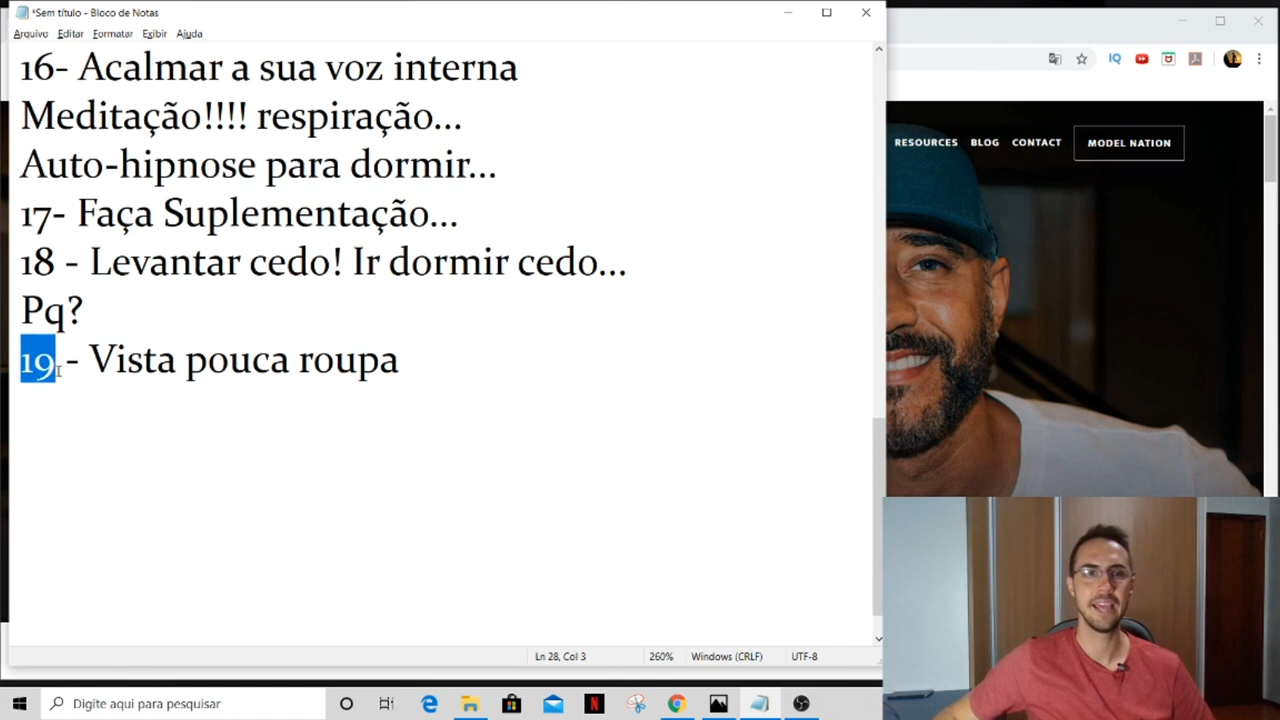 *Sem título - Bloco de Notas
Arquivo Editar Formatar Exibir Ajuda
16- Acalmar a sua voz interna
Meditação!!!! respiração...
Auto-hipnose para dormir...
17- Faça Suplementação...
18 - Levantar cedo! Ir dormir cedo...
Pq?
19 - Vista pouca roupa
Ln 28, Col 3 260% Windows (CRLF) UTF-8
IQ
RESOURCES BLOG CONTACT MODEL NATION
Digite aqui para pesquisar
N